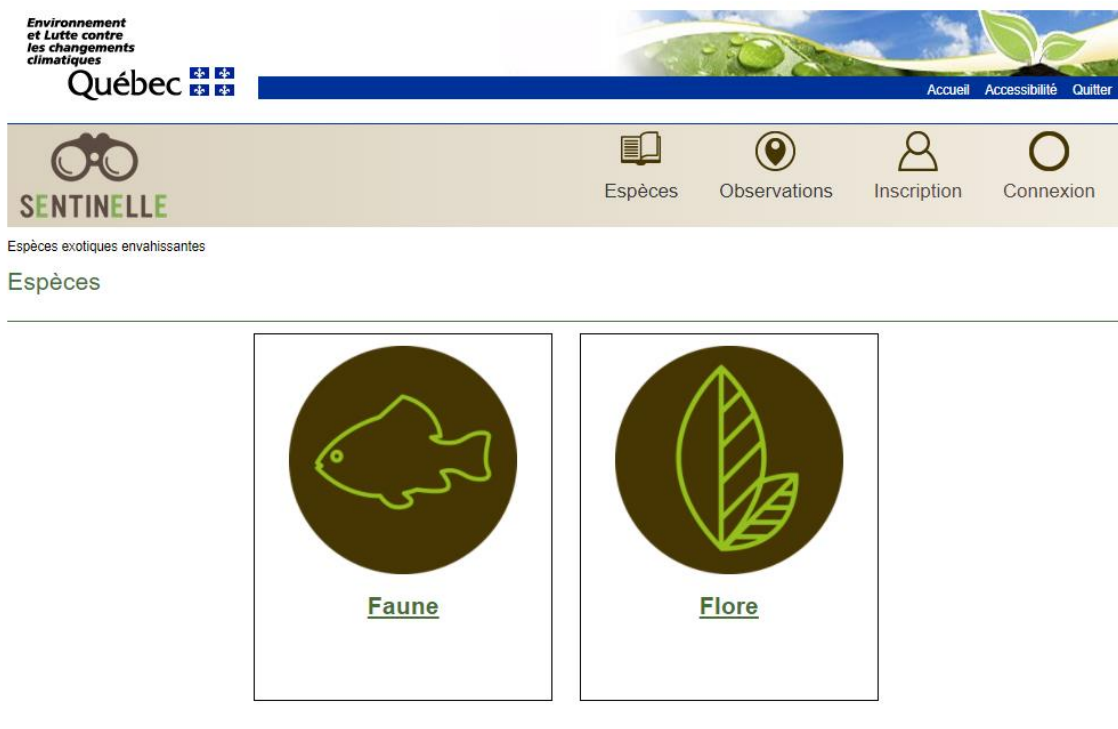 Environnement
et Lutte contre
les changements
climatiques
Québec
Accueil Accessibilité Quitter
SENTINELLE
Espèces Observations Inscription Connexion
Espèces exotiques envahissantes
Espèces
Faune Flore